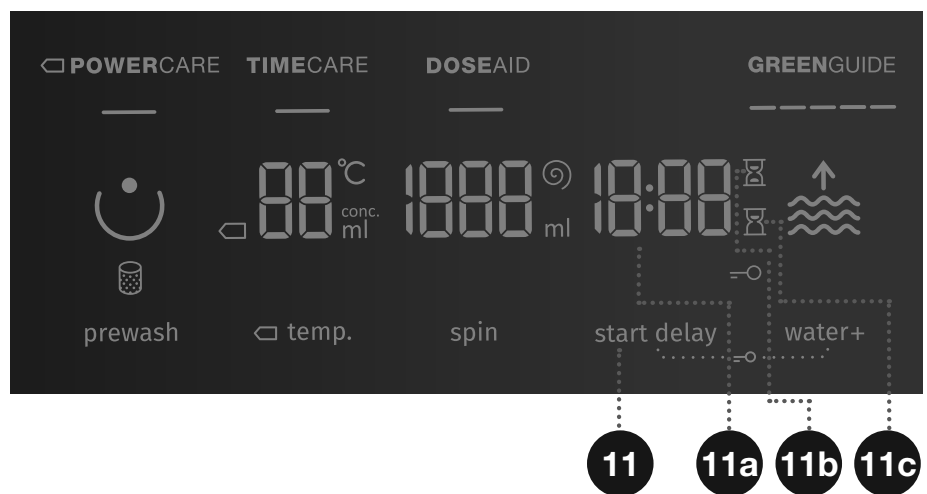 POWERCARE TIMECARE DOSEAID GREENGUIDE
88 °C 1888 18:88
conc.
ml ml
prewash temp. spin start delay water+
11 11a 11b 11c